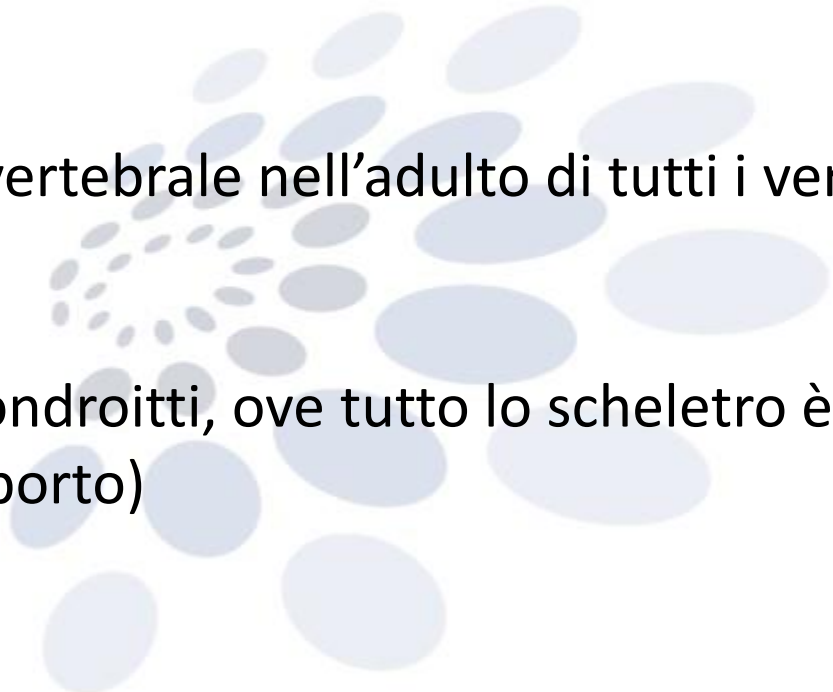 vertebrale nell’adulto di tutti i ver
ondroitti, ove tutto lo scheletro è
porto)